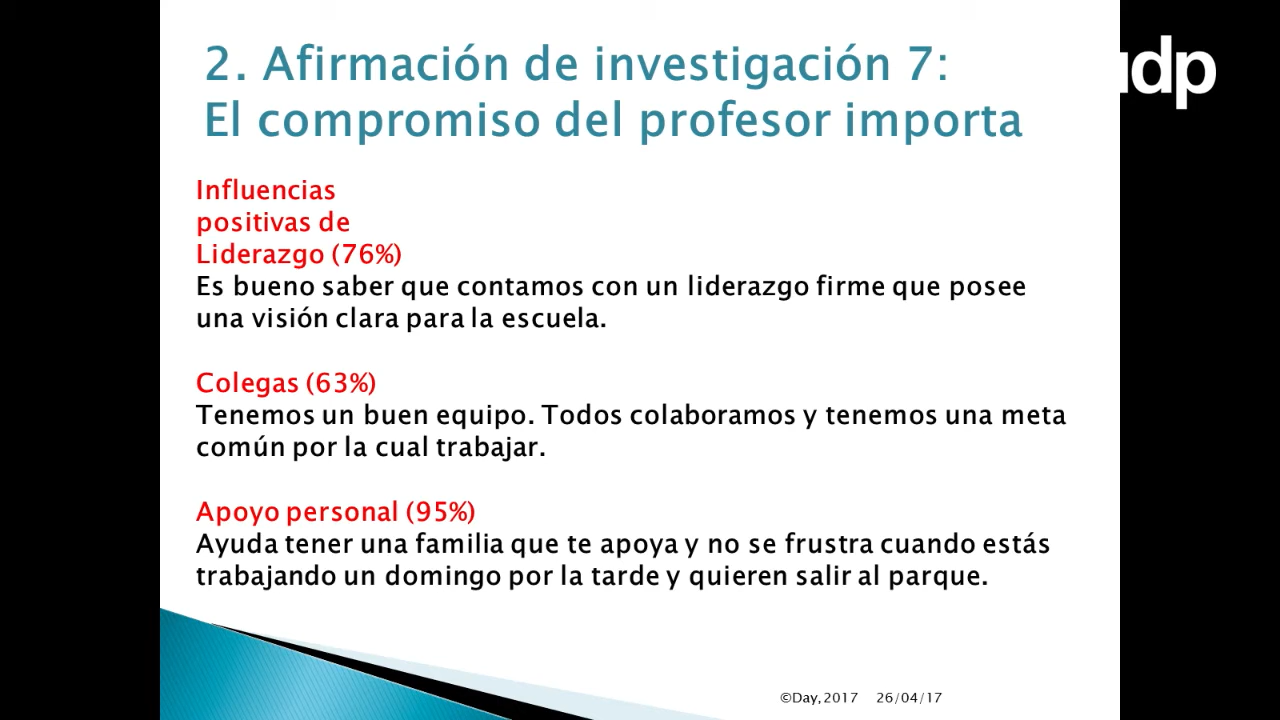 2. Afirmación de investigación 7:
El compromiso del profesor importa
udp
Influencias
positivas de
Liderazgo (76%)
Es bueno saber que contamos con un liderazgo firme que posee
una visión clara para la escuela.
Colegas (63%)
Tenemos un buen equipo. Todos colaboramos y tenemos una meta
común por la cual trabajar.
Apoyo personal (95%)
Ayuda tener una familia que te apoya y no se frustra cuando estás
trabajando un domingo por la tarde y quieren salir al parque.
©Day, 2017 26/04/17